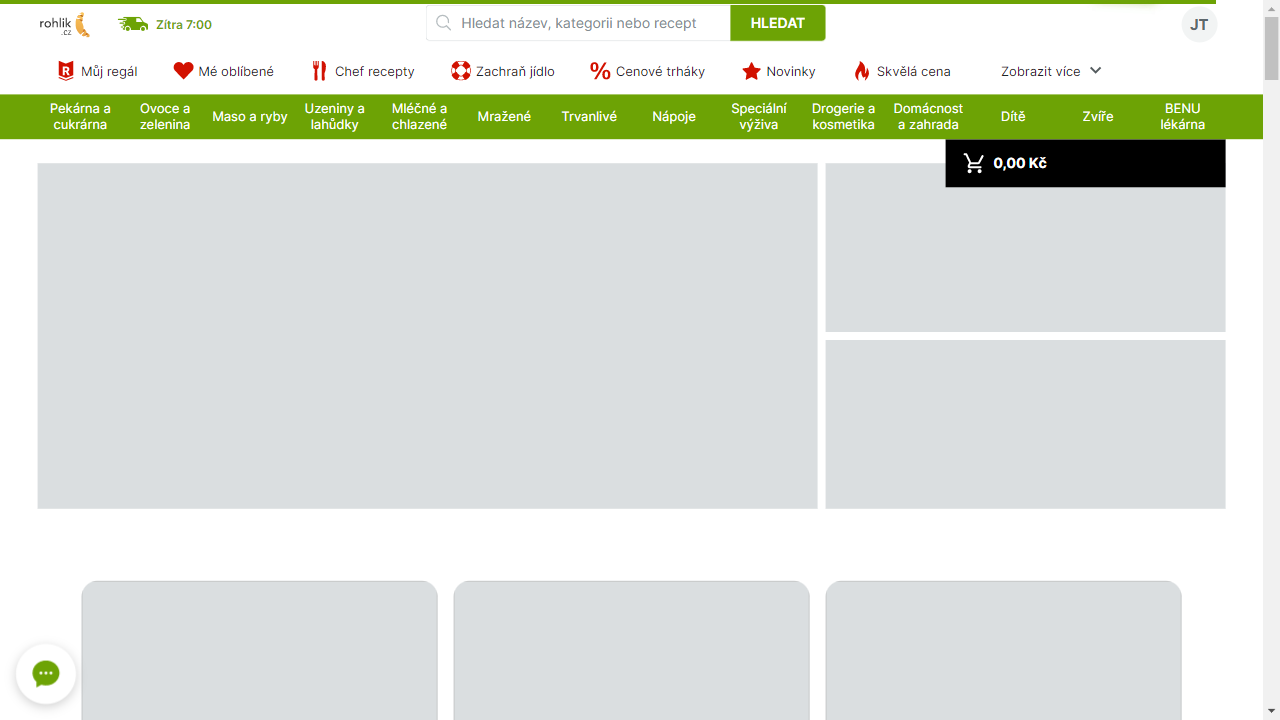 rohlik
.cz
Zítra 7:00
Hledat název, kategorii nebo recept
HLEDAT
JT
Můj regál
Mé oblíbené
Chef recepty
Zachraň jídlo
Cenové trháky
Novinky
Skvělá cena
Zobrazit více
Pekárna a
cukrárna
Ovoce a
zelenina
Maso a ryby
Uzeniny a
lahůdky
Mléčné a
chlazené
Mražené
Trvanlivé
Nápoje
Speciální
výživa
Drogerie a
kosmetika
Domácnost
a zahrada
Dítě
Zvíře
BENU
lékárna
0,00 Kč